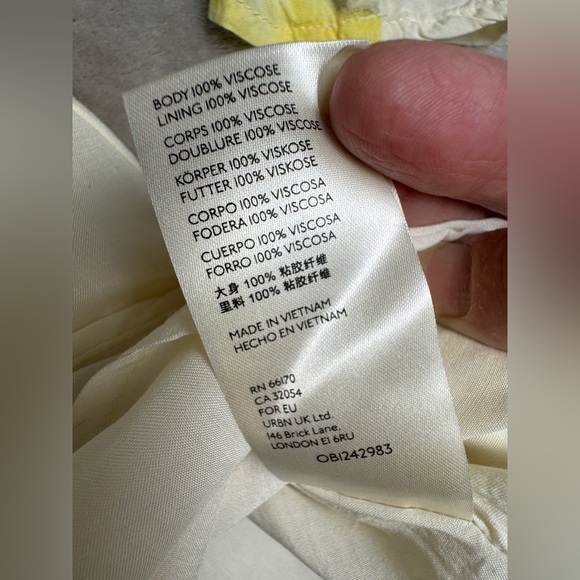 BODY 100% VISCOSE
LINING 100% VISCOSE
CORPS 100% VISCOSE
DOUBLURE 100% VISCOSE
KÖRPER 100% VISKOSE
FUTTER 100% VISKOSE
CORPO 100% VISCOSA
FODERA 100% VISCOSA
CUERPO 100% VISCOSA
FORRO 100% VISCOSA
大身 100% 粘胶纤维
里料 100% 粘胶纤维
MADE IN VIETNAM
HECHO EN VIETNAM
RN 66170
CA 32054
FOR EU
URBN UK Ltd.
146 Brick Lane.
LONDON E1 6RU
OB1242983